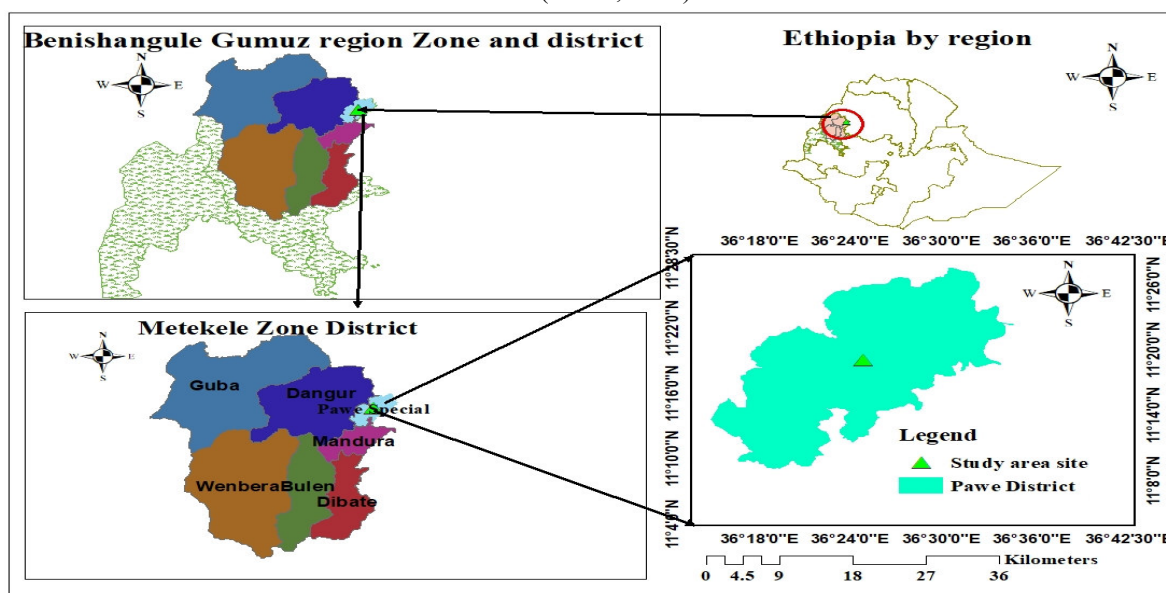 Benishangule Gumuz region Zone and district
N
W E
S
Ethiopia by region
N
W E
S
Metekele Zone District
N
W E
S
Guba
Dangur
Pawe Special
Mandura
Wenbera
Bulen
Dibate
36°18'0"E 36°24'0"E 36°30'0"E 36°36'0"E 36°42'30"E
11°28'30"N
11°22'0"N
11°16'0"N
11°10'0"N
11°4'0"N
N
W E
S
11°26'0"N
11°20'0"N
11°14'0"N
11°8'0"N
Legend
Study area site
Pawe District
36°18'0"E 36°24'0"E 36°30'0"E 36°36'0"E 36°42'30"E
Kilometers
0 4.5 9 18 27 36